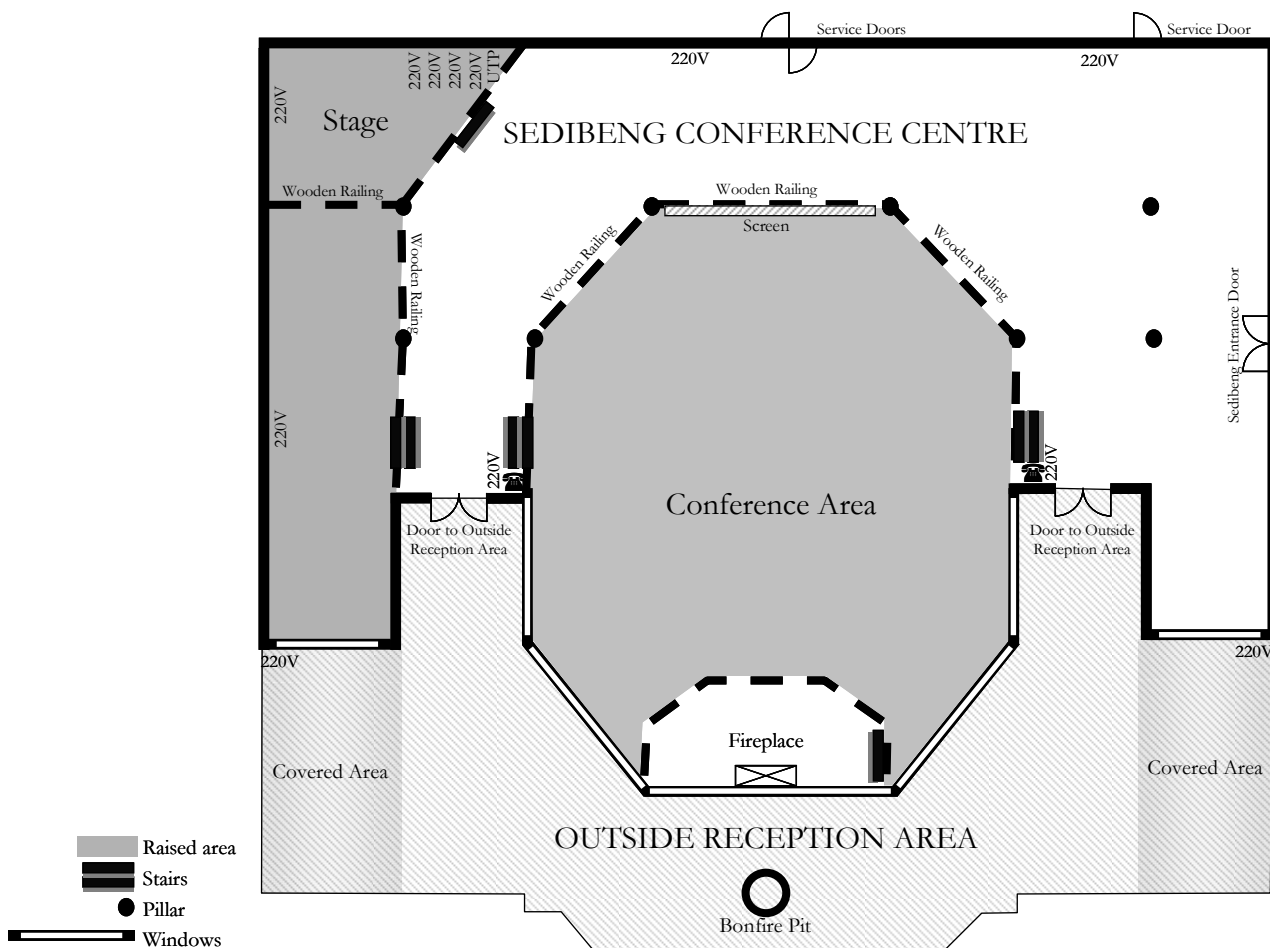 Service Doors
Service Door
220V
220V
220V
220V
220V
220V
UTP
220V
Stage
SEDIBENG CONFERENCE CENTRE
Wooden Railing
Wooden Railing
Screen
Wooden Railing
Wooden Railing
Wooden Railing
Sedibeng Entrance Door
220V
220V
220V
Conference Area
Door to Outside
Reception Area
Door to Outside
Reception Area
220V
220V
Fireplace
Covered Area
Covered Area
OUTSIDE RECEPTION AREA
Bonfire Pit
Raised area
Stairs
Pillar
Windows